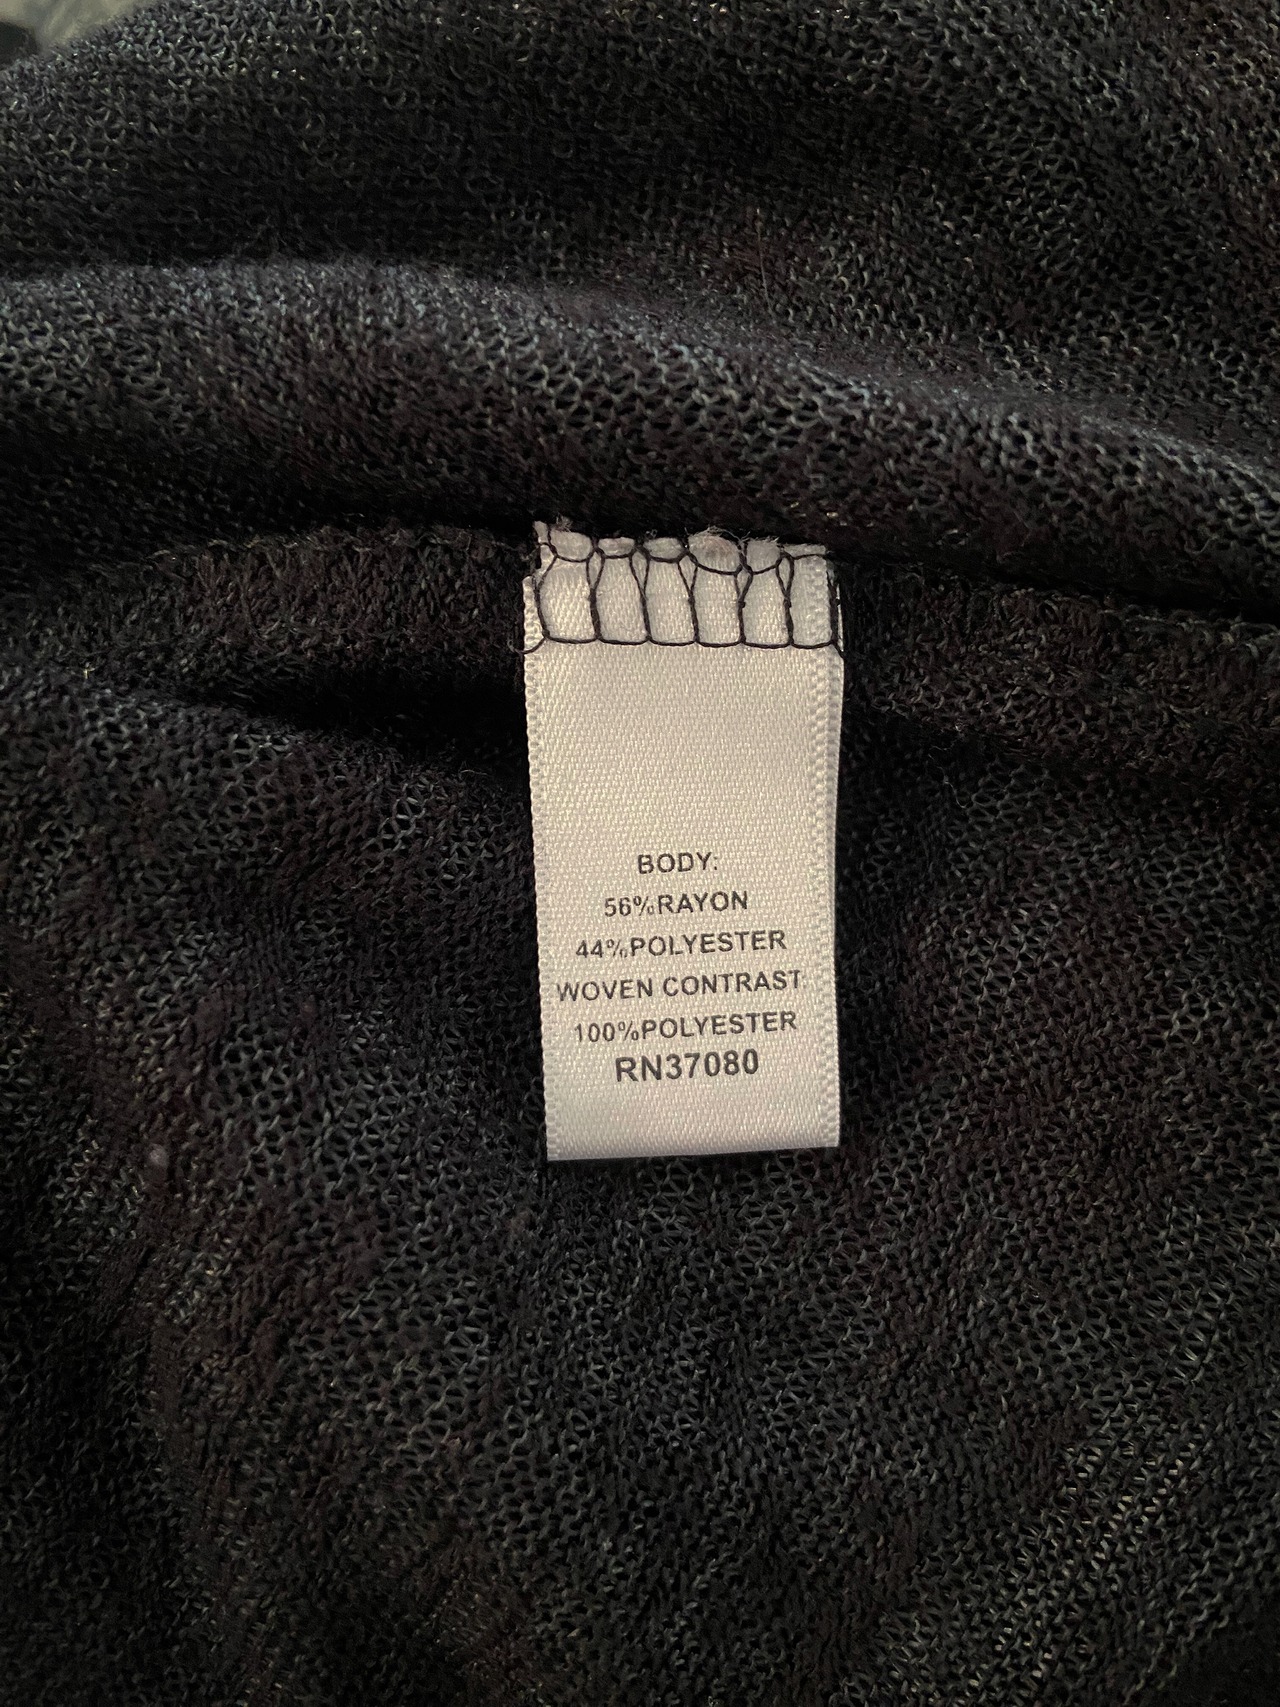 BODY:
56%RAYON
44%POLYESTER
WOVEN CONTRAST
100%POLYESTER
RN37080